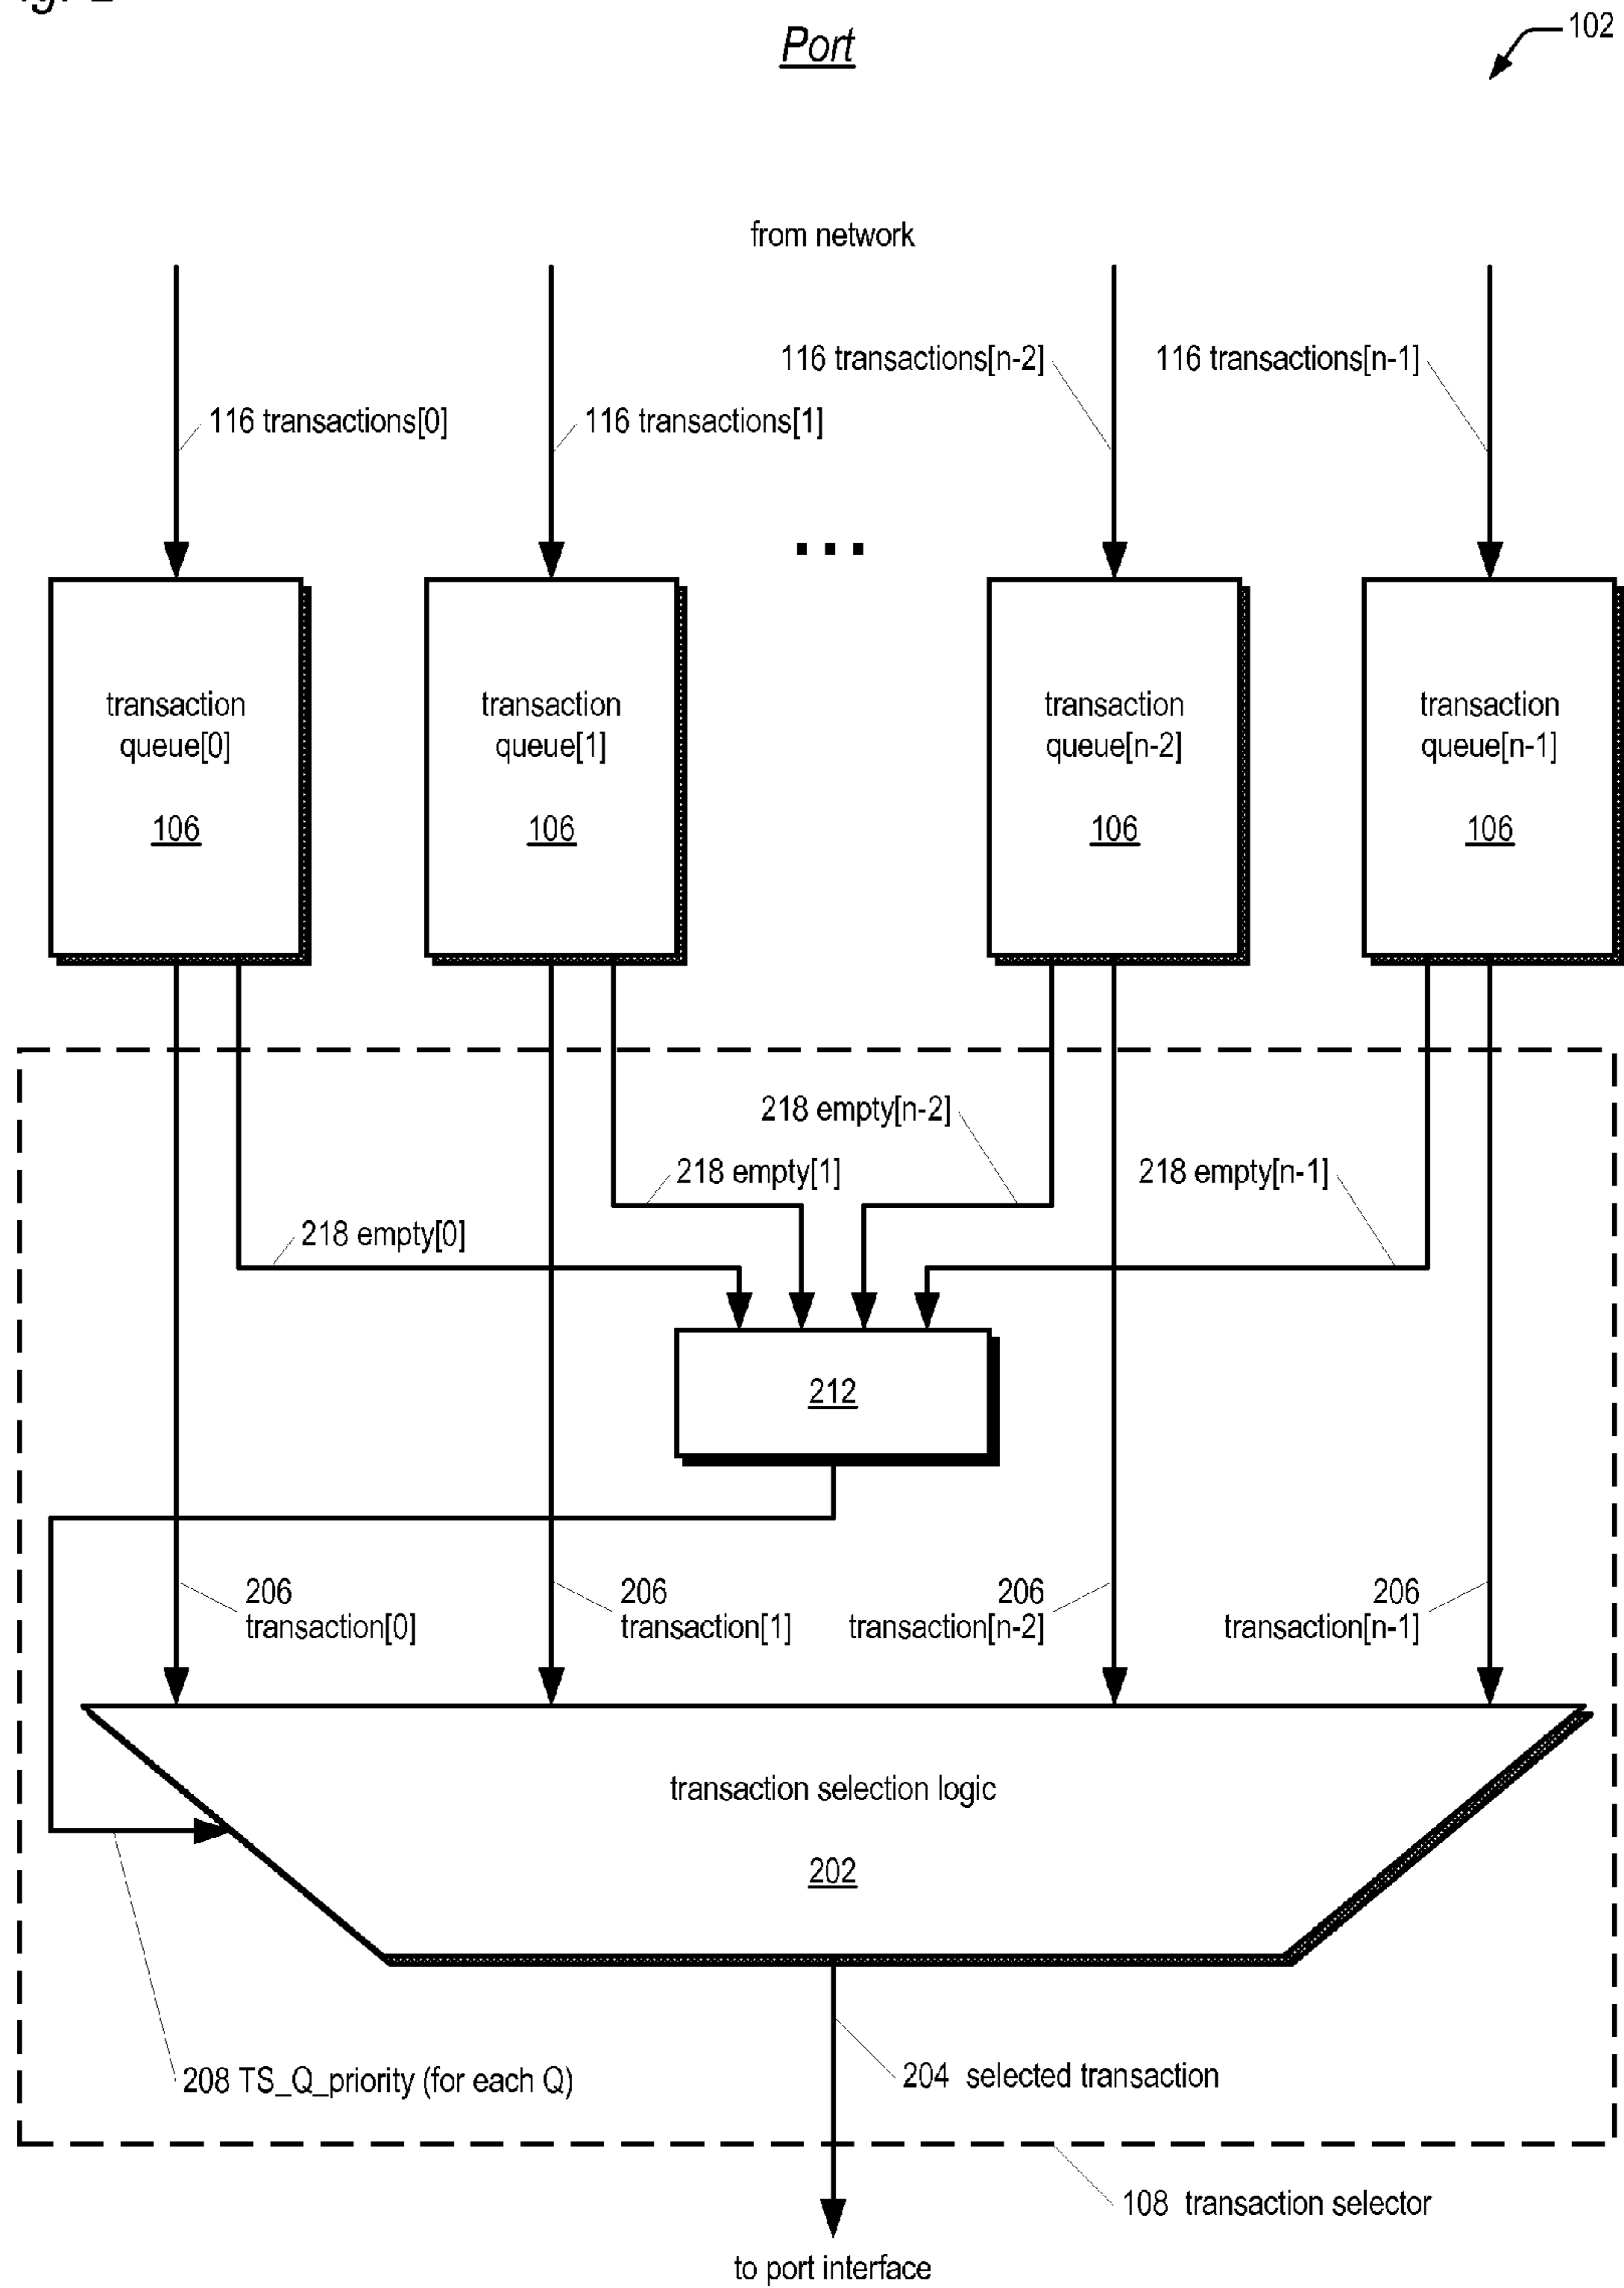 Port
102
from network
116 transactions[n-2]
116 transactions[n-1]
116 transactions[0]
116 transactions[1]
...
transaction
queue[0]
106
transaction
queue[1]
106
transaction
queue[n-2]
106
transaction
queue[n-1]
106
218 empty[n-2]
218 empty[1]
218 empty[n-1]
218 empty[0]
212
206
transaction[0]
206
transaction[1]
206
transaction[n-2]
206
transaction[n-1]
transaction selection logic
202
208 TS_Q_priority (for each Q)
204 selected transaction
108 transaction selector
to port interface